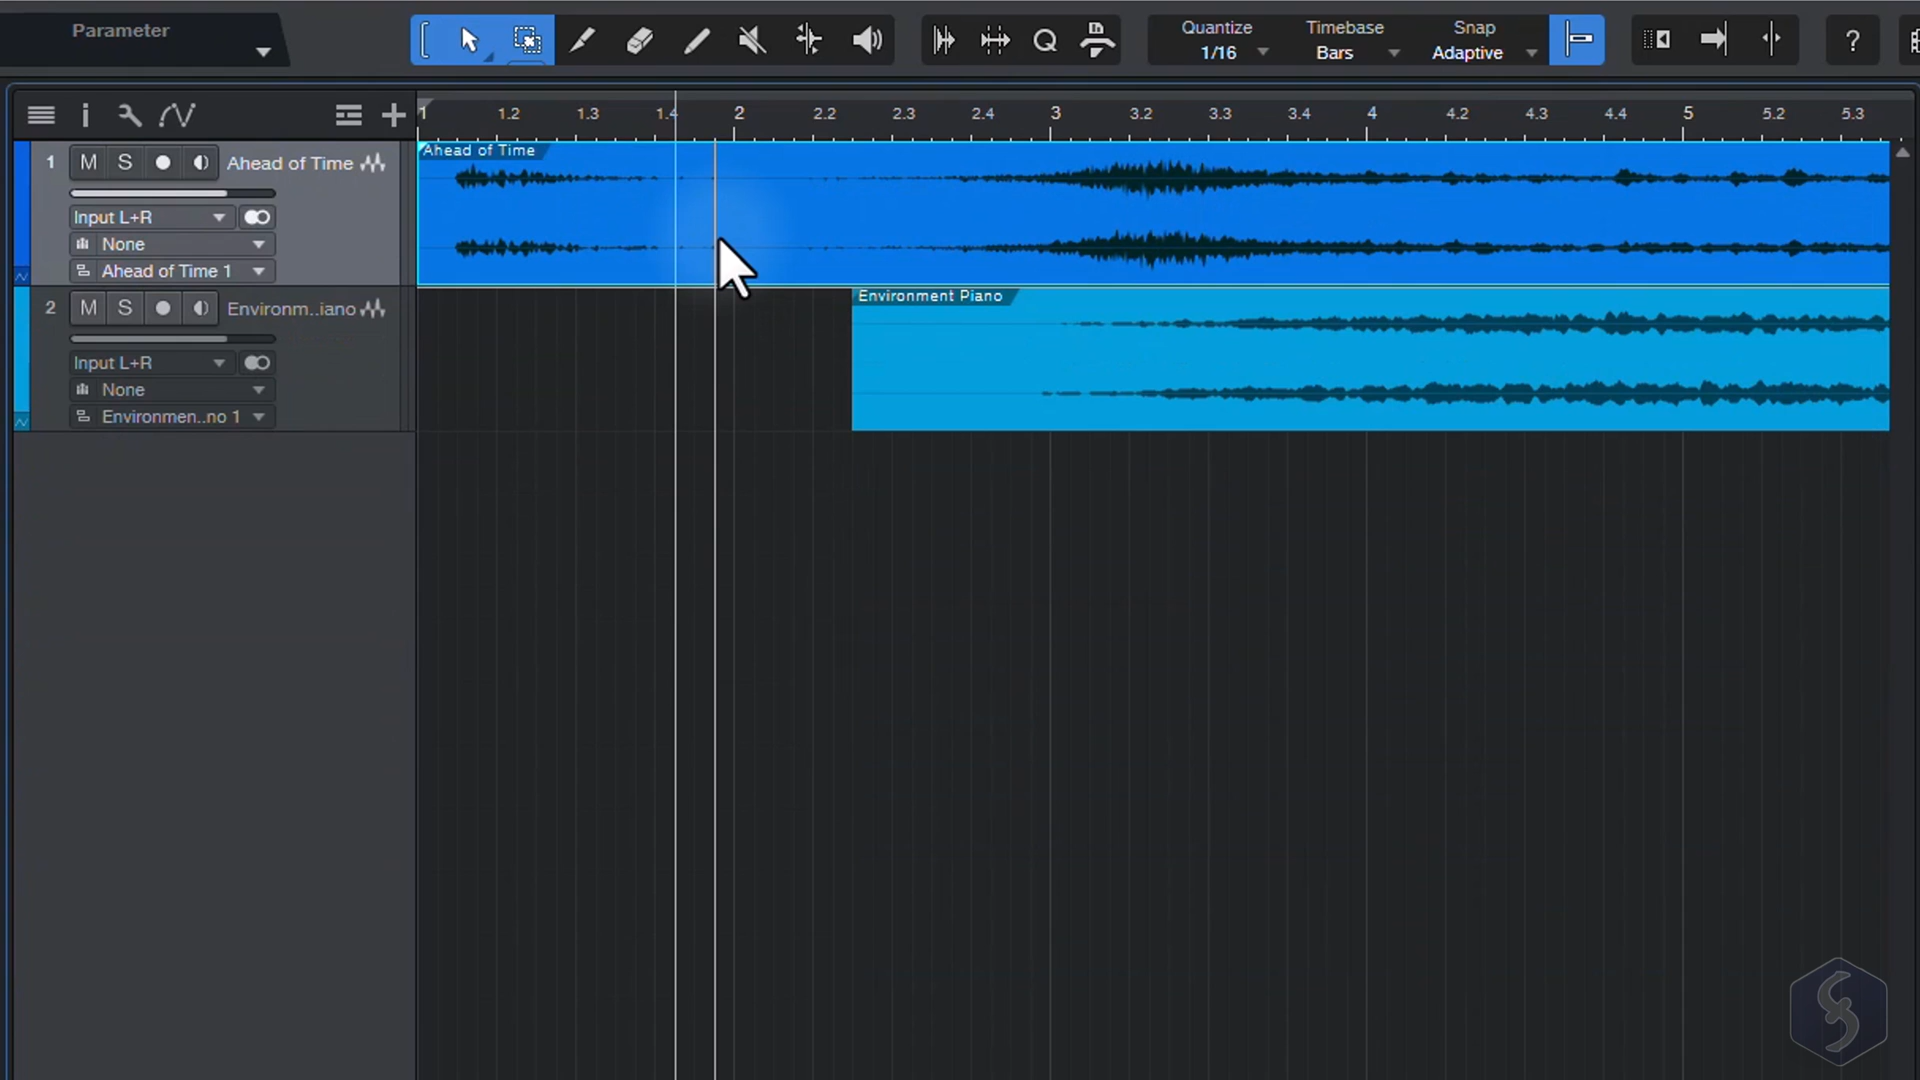 Parameter
Quantize
1/16
Timebase
Bars
Snap
Adaptive
?
i
1
1.2
1.3
1.4
2
2.2
2.3
2.4
3
3.2
3.3
3.4
4
4.2
4.3
4.4
5
5.2
5.3
1 M S Ahead of Time
Input L+R
None
Ahead of Time 1
Ahead of Time
2 M S Environm..iano
Input L+R
None
Environmen..no 1
Environment Piano